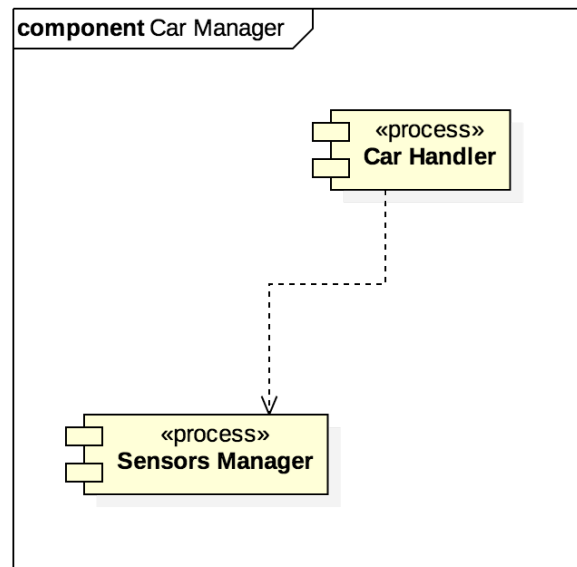 component Car Manager
«process»
Car Handler
«process»
Sensors Manager